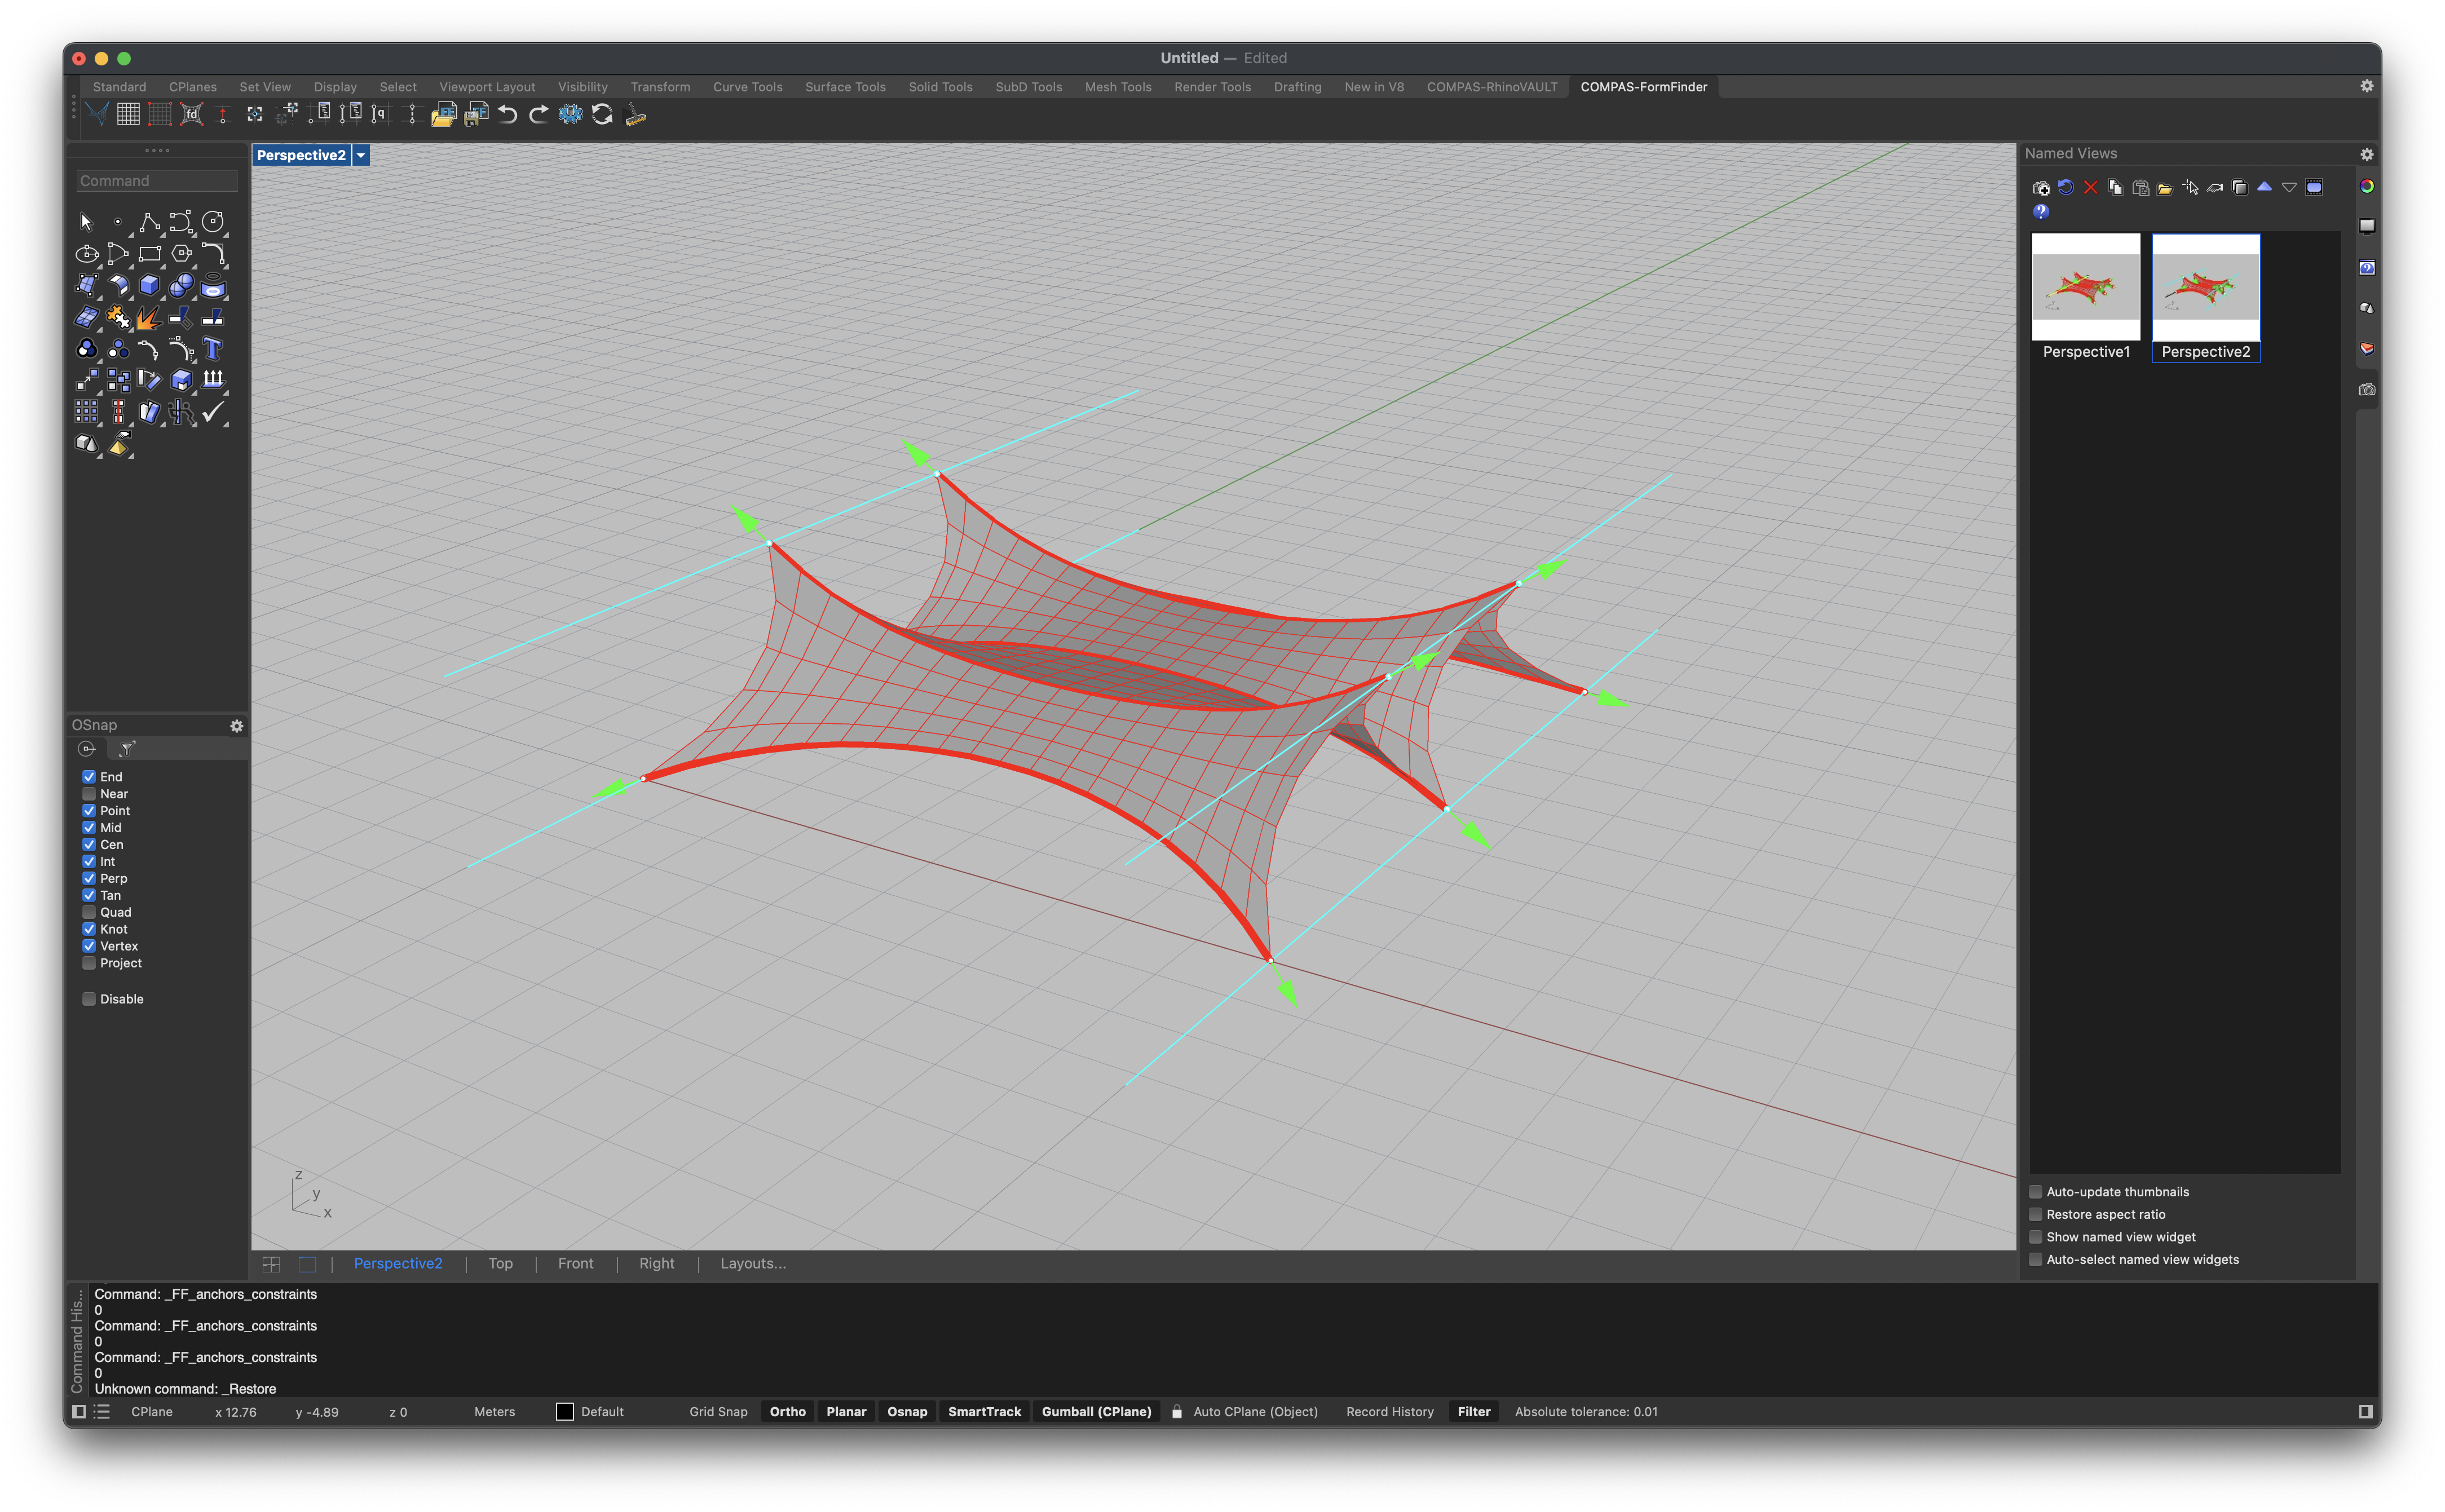 Untitled — Edited
Standard CPlanes Set View Display Select Viewport Layout Visibility Transform Curve Tools Surface Tools Solid Tools SubD Tools Mesh Tools Render Tools Drafting New in V8 COMPAS-RhinoVAULT COMPAS-FormFinder
fd q FF FF
Perspective2
Command
OSnap
End
Near
Point
Mid
Cen
Int
Perp
Tan
Quad
Knot
Vertex
Project
Disable
z
y
x
Perspective2 | Top | Front | Right | Layouts...
Named Views
Perspective1 Perspective2
Auto-update thumbnails
Restore aspect ratio
Show named view widget
Auto-select named view widgets
Command His...
Command: _FF_anchors_constraints
0
Command: _FF_anchors_constraints
0
Command: _FF_anchors_constraints
0
Unknown command: _Restore
CPlane x 12.76 y -4.89 z 0 Meters Default Grid Snap Ortho Planar Osnap SmartTrack Gumball (CPlane) Auto CPlane (Object) Record History Filter Absolute tolerance: 0.01